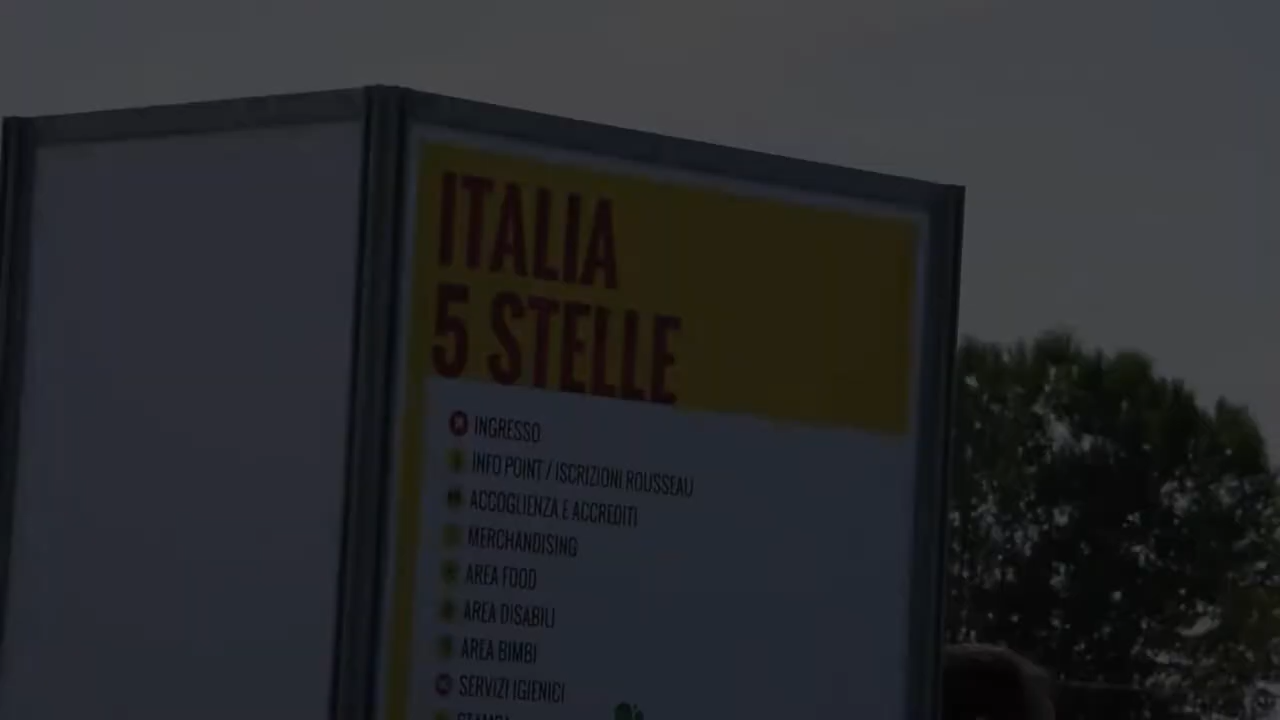 ITALIA
5 STELLE
INGRESSO
INFO POINT / ISCRIZIONI ROUSSEAU
ACCOGLIENZA E ACCREDITI
MERCHANDISING
AREA FOOD
AREA DISABILI
AREA BIMBI
SERVIZI IGIENICI